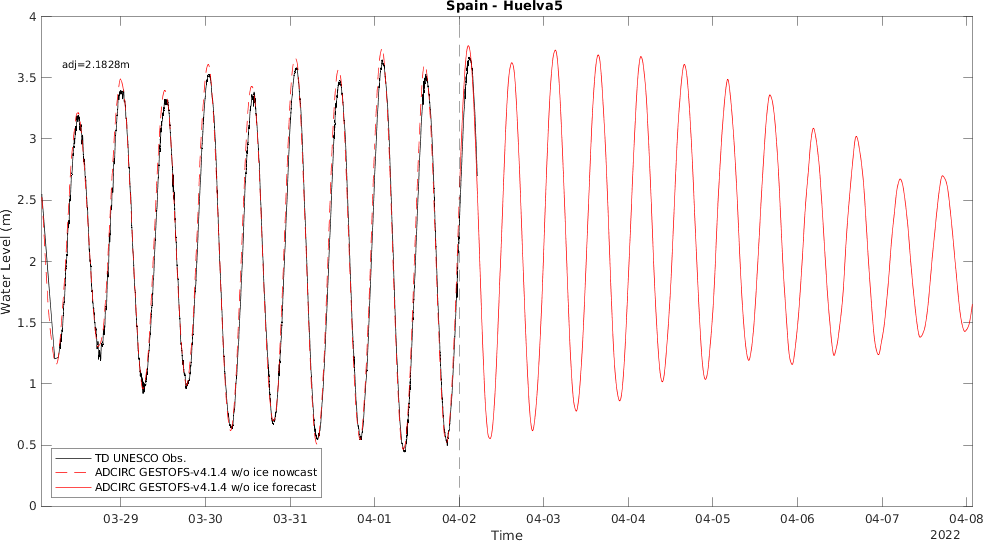 Spain - Huelva5
4
3.5
3
2.5
2
1.5
1
0.5
0
Water Level (m)
adj=2.1828m
TD UNESCO Obs.
ADCIRC GESTOFS-v4.1.4 w/o ice nowcast
ADCIRC GESTOFS-v4.1.4 w/o ice forecast
03-29 03-30 03-31 04-01 04-02 04-03 04-04 04-05 04-06 04-07 04-08
Time
2022